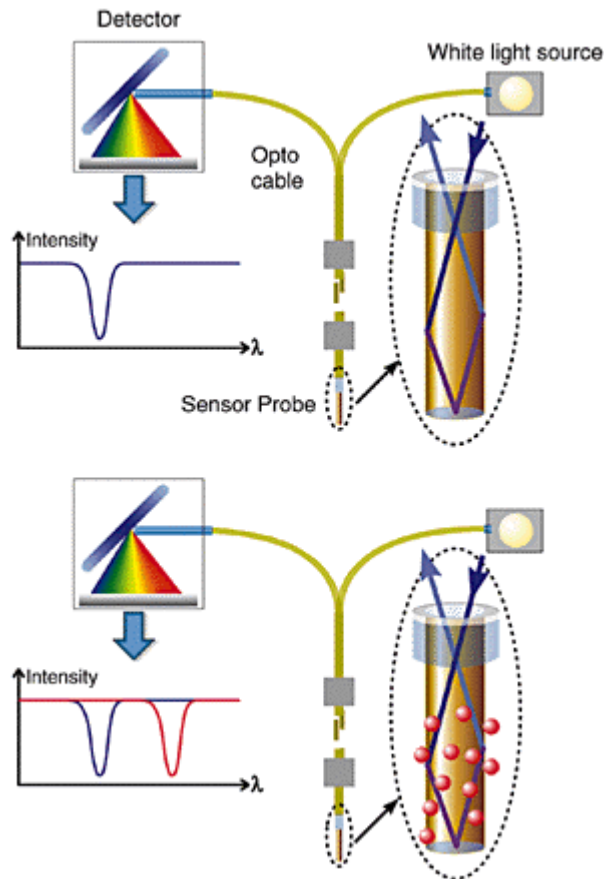 Detector
White light source
Opto
cable
Intensity
λ
Sensor Probe
Intensity
λ